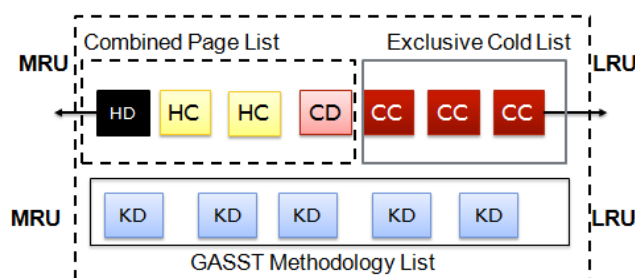 Combined Page List
Exclusive Cold List
MRU
LRU
HD HC HC CD CC CC CC
MRU
KD KD KD KD KD
LRU
GASST Methodology List